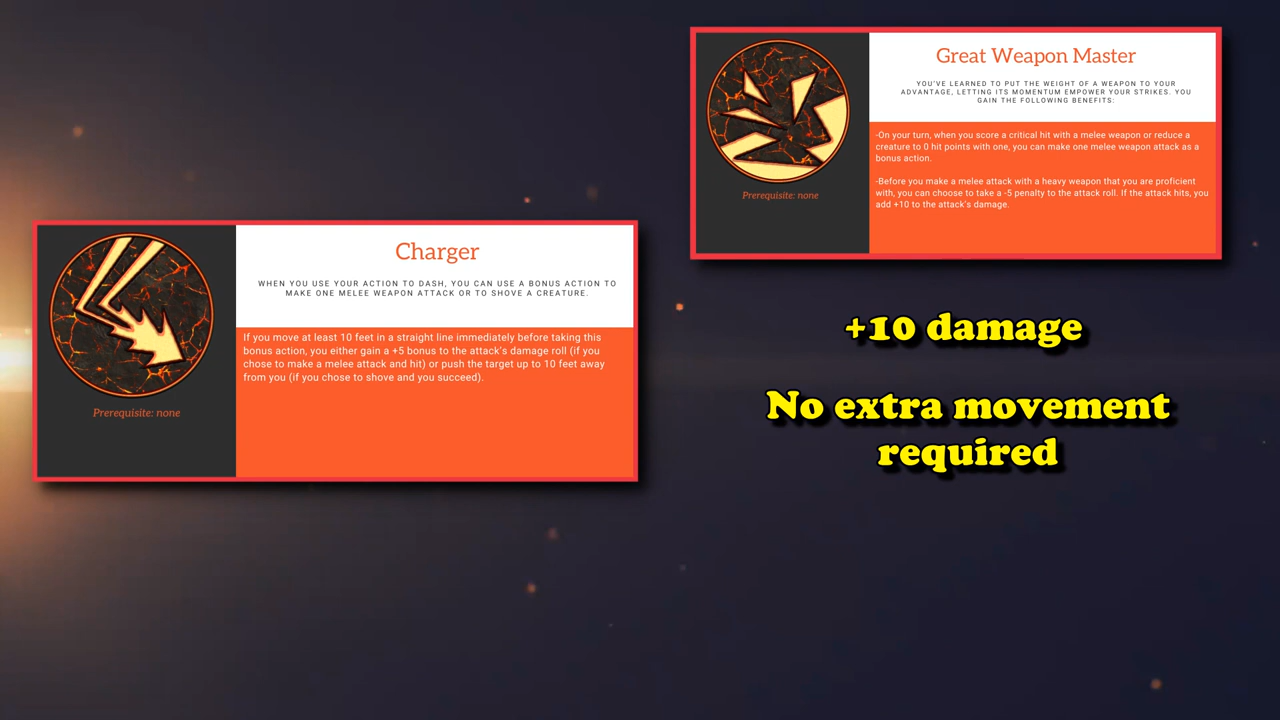 Charger
WHEN YOU USE YOUR ACTION TO DASH, YOU CAN USE A BONUS ACTION TO
MAKE ONE MELEE WEAPON ATTACK OR TO SHOVE A CREATURE.
If you move at least 10 feet in a straight line immediately before taking this
bonus action, you either gain a +5 bonus to the attack's damage roll (if you
chose to make a melee attack and hit) or push the target up to 10 feet away
from you (if you chose to shove and you succeed).
Prerequisite: none
Great Weapon Master
YOU'VE LEARNED TO PUT THE WEIGHT OF A WEAPON TO YOUR
ADVANTAGE, LETTING ITS MOMENTUM EMPOWER YOUR STRIKES. YOU
GAIN THE FOLLOWING BENEFITS:
-On your turn, when you score a critical hit with a melee weapon or reduce a
creature to 0 hit points with one, you can make one melee weapon attack as a
bonus action.
-Before you make a melee attack with a heavy weapon that you are proficient
with, you can choose to take a -5 penalty to the attack roll. If the attack hits, you
add +10 to the attack's damage.
Prerequisite: none
+10 damage
No extra movement
required